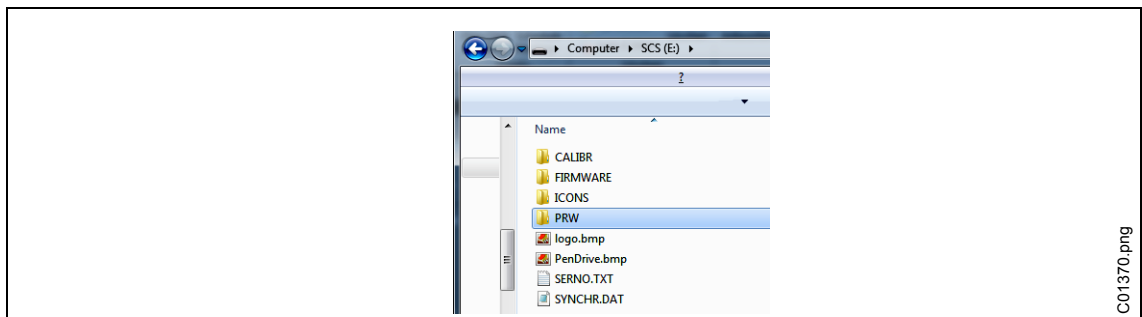 Computer ▸ SCS (E:) ▸
?
Name
CALIBR
FIRMWARE
ICONS
PRW
logo.bmp
PenDrive.bmp
SERNO.TXT
SYNCHR.DAT
C01370.png